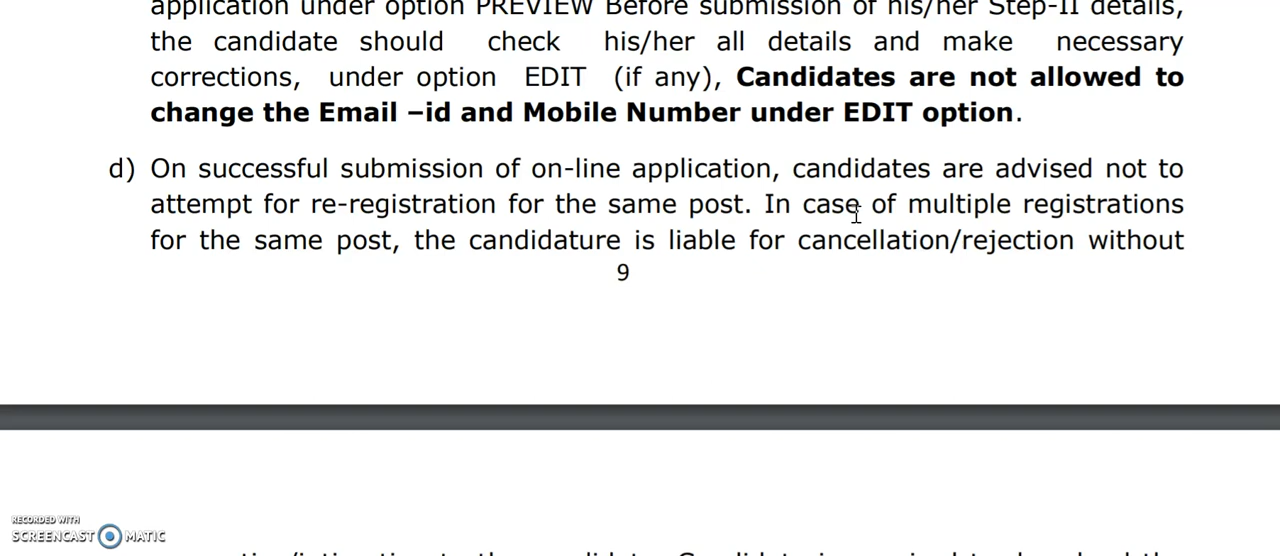 application under option PREVIEW Before submission of his/her Step-II details,
the candidate should check his/her all details and make necessary
corrections, under option EDIT (if any), Candidates are not allowed to
change the Email –id and Mobile Number under EDIT option.
d) On successful submission of on-line application, candidates are advised not to
attempt for re-registration for the same post. In case of multiple registrations
for the same post, the candidature is liable for cancellation/rejection without
9
RECORDED WITH
SCREENCAST MATIC